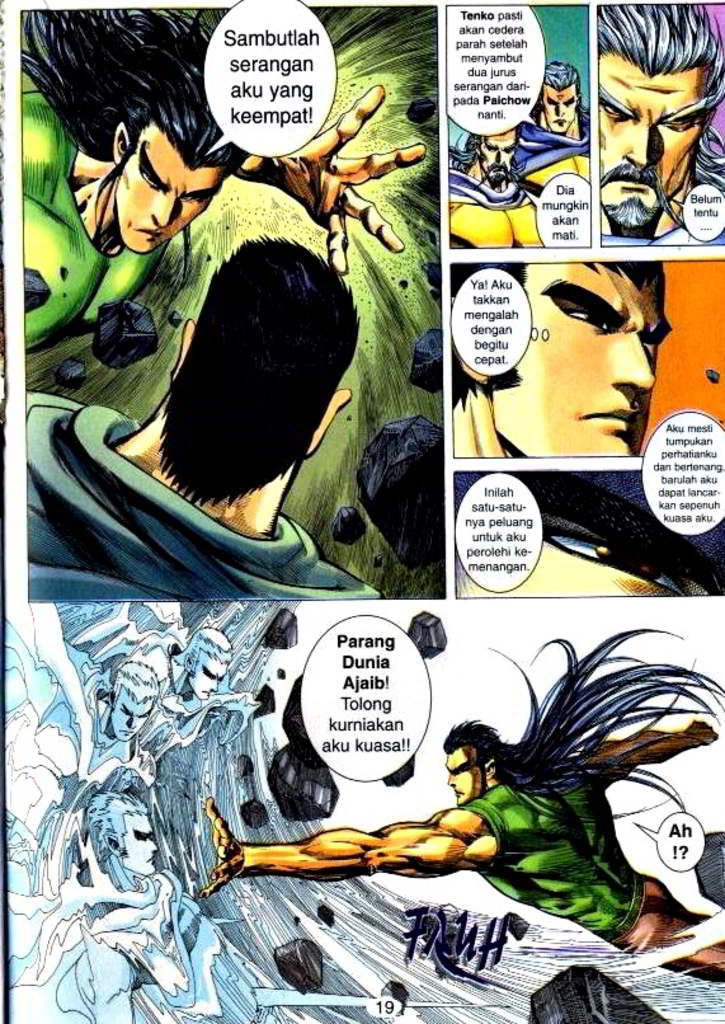 Sambutlah
serangan
aku yang
keempat!
Tenko pasti
akan cedera
parah setelah
menyambut
dua jurus
serangan dari-
pada Paichow
nanti.
Dia
mungkin
akan
mati.
Belum
tentu
....
Ya! Aku
takkan
mengalah
dengan
begitu
cepat.
Aku mesti
tumpukan
perhatianku
dan bertenang,
barulah aku
dapat lancar-
kan sepenuh
kuasa aku.
Inilah
satu-satu-
nya peluang
untuk aku
perolehi ke-
menangan.
Parang
Dunia
Ajaib!
Tolong
kurniakan
aku kuasa!!
Ah
!?
FAUH
19